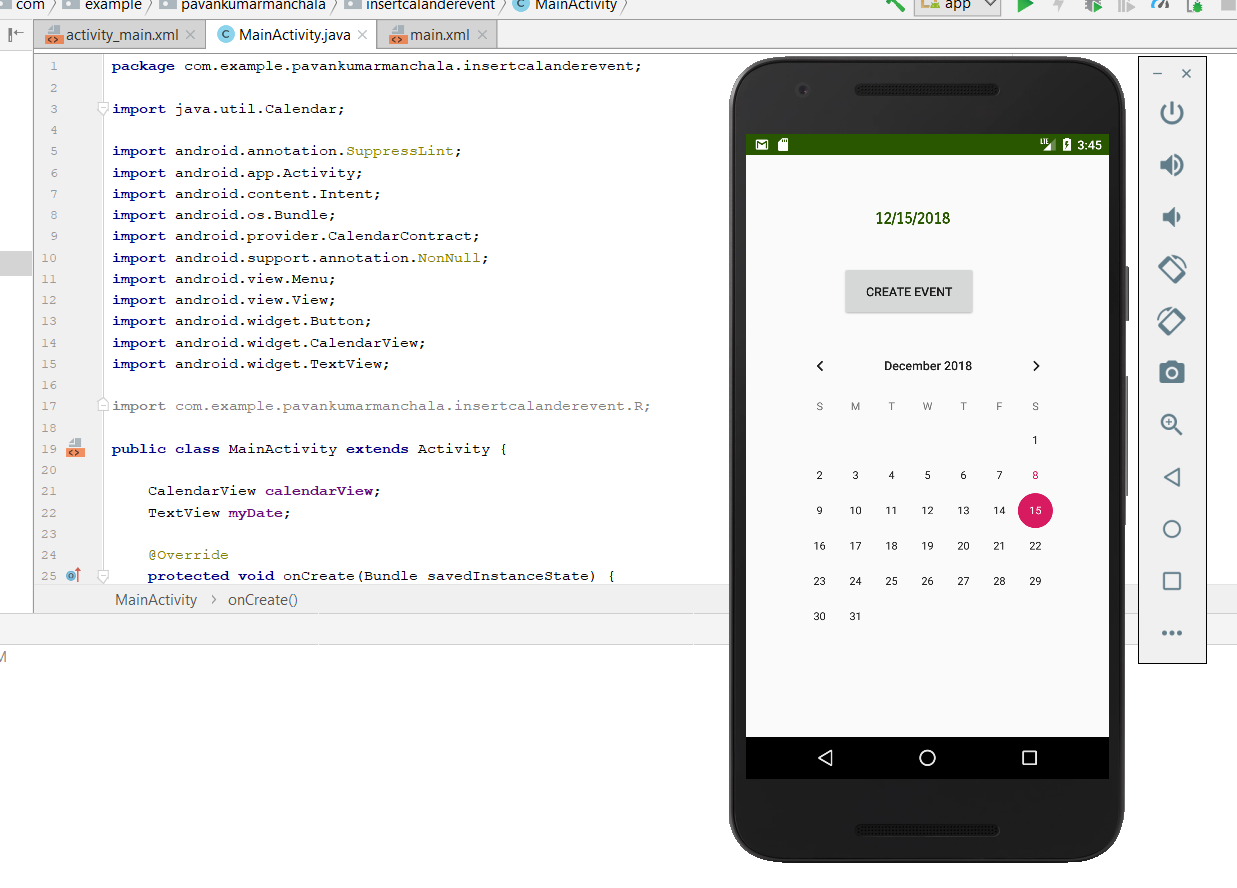 com example pavankumarmanchala insertcalanderevent MainActivity app
activity_main.xml MainActivity.java main.xml
1 package com.example.pavankumarmanchala.insertcalanderevent;
2
3 import java.util.Calendar;
4
5 import android.annotation.SuppressLint;
6 import android.app.Activity;
7 import android.content.Intent;
8 import android.os.Bundle;
9 import android.provider.CalendarContract;
10 import android.support.annotation.NonNull;
11 import android.view.Menu;
12 import android.view.View;
13 import android.widget.Button;
14 import android.widget.CalendarView;
15 import android.widget.TextView;
16
17 import com.example.pavankumarmanchala.insertcalanderevent.R;
18
19 public class MainActivity extends Activity {
20
21 CalendarView calendarView;
22 TextView myDate;
23
24 @Override
25 protected void onCreate(Bundle savedInstanceState) {
MainActivity > onCreate()
LTE 3:45
12/15/2018
CREATE EVENT
December 2018
S M T W T F S
1
2 3 4 5 6 7 8
9 10 11 12 13 14 15
16 17 18 19 20 21 22
23 24 25 26 27 28 29
30 31